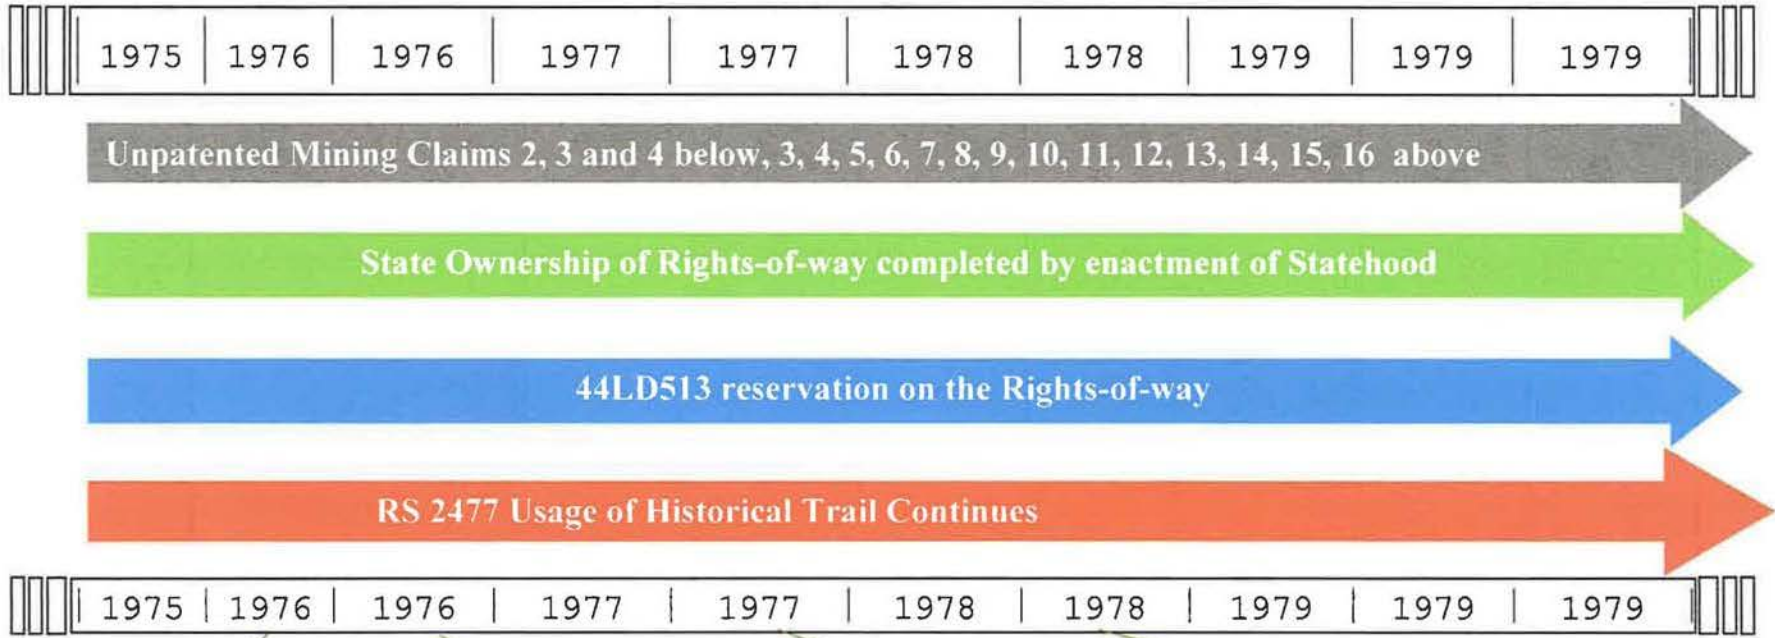 1975 1976 1976 1977 1977 1978 1978 1979 1979 1979
Unpatented Mining Claims 2, 3 and 4 below, 3, 4, 5, 6, 7, 8, 9, 10, 11, 12, 13, 14, 15, 16 above
State Ownership of Rights-of-way completed by enactment of Statehood
44LD513 reservation on the Rights-of-way
RS 2477 Usage of Historical Trail Continues
1975 1976 1976 1977 1977 1978 1978 1979 1979 1979